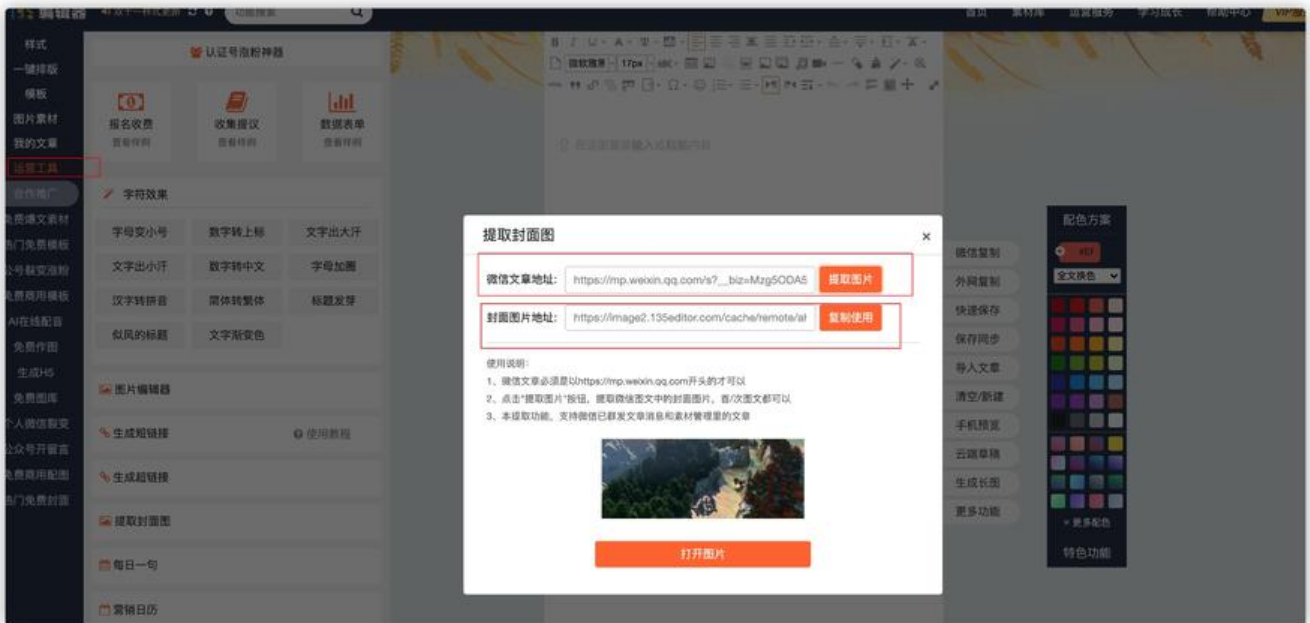 135编辑器 双十一样式更新 功能搜索 首页 素材库 运营服务 学习成长 帮助中心
样式
一键排版
模板
图片素材
我的文章
运营工具
合作推广
免费爆文素材
热门免费模板
公号裂变涨粉
免费商用模板
AI在线配音
免费作图
生成H5
免费图库
个人微信裂变
公众号开留言
免费商用配图
热门免费封面
认证号涨粉神器
报名收费 收集提议 数据表单
查看样例 查看样例 查看样例
字符效果
字母变小号 数字转上标 文字出大汗
文字出小汗 数字转中文 字母加圈
汉字转拼音 简体转繁体 标题发芽
似风的标题 文字渐变色
图片编辑器
生成短链接 使用教程
生成超链接
提取封面图
每日一句
营销日历
微软雅黑 17px
提取封面图 ×
微信文章地址: https://mp.weixin.qq.com/s?__biz=Mzg5ODA5 提取图片
封面图片地址: https://image2.135editor.com/cache/remote/aH 复制使用
使用说明:
1、微信文章必须是以https://mp.weixin.qq.com开头的才可以
2、点击"提取图片"按钮，提取微信图文中的封面图片，首/次图文都可以
3、本提取功能，支持微信已群发文章消息和素材管理里的文章
打开图片
微信复制
外网复制
快速保存
保存同步
导入文章
清空/新建
手机预览
云端草稿
生成长图
更多功能
配色方案
全文换色
+ 更多配色
特色功能